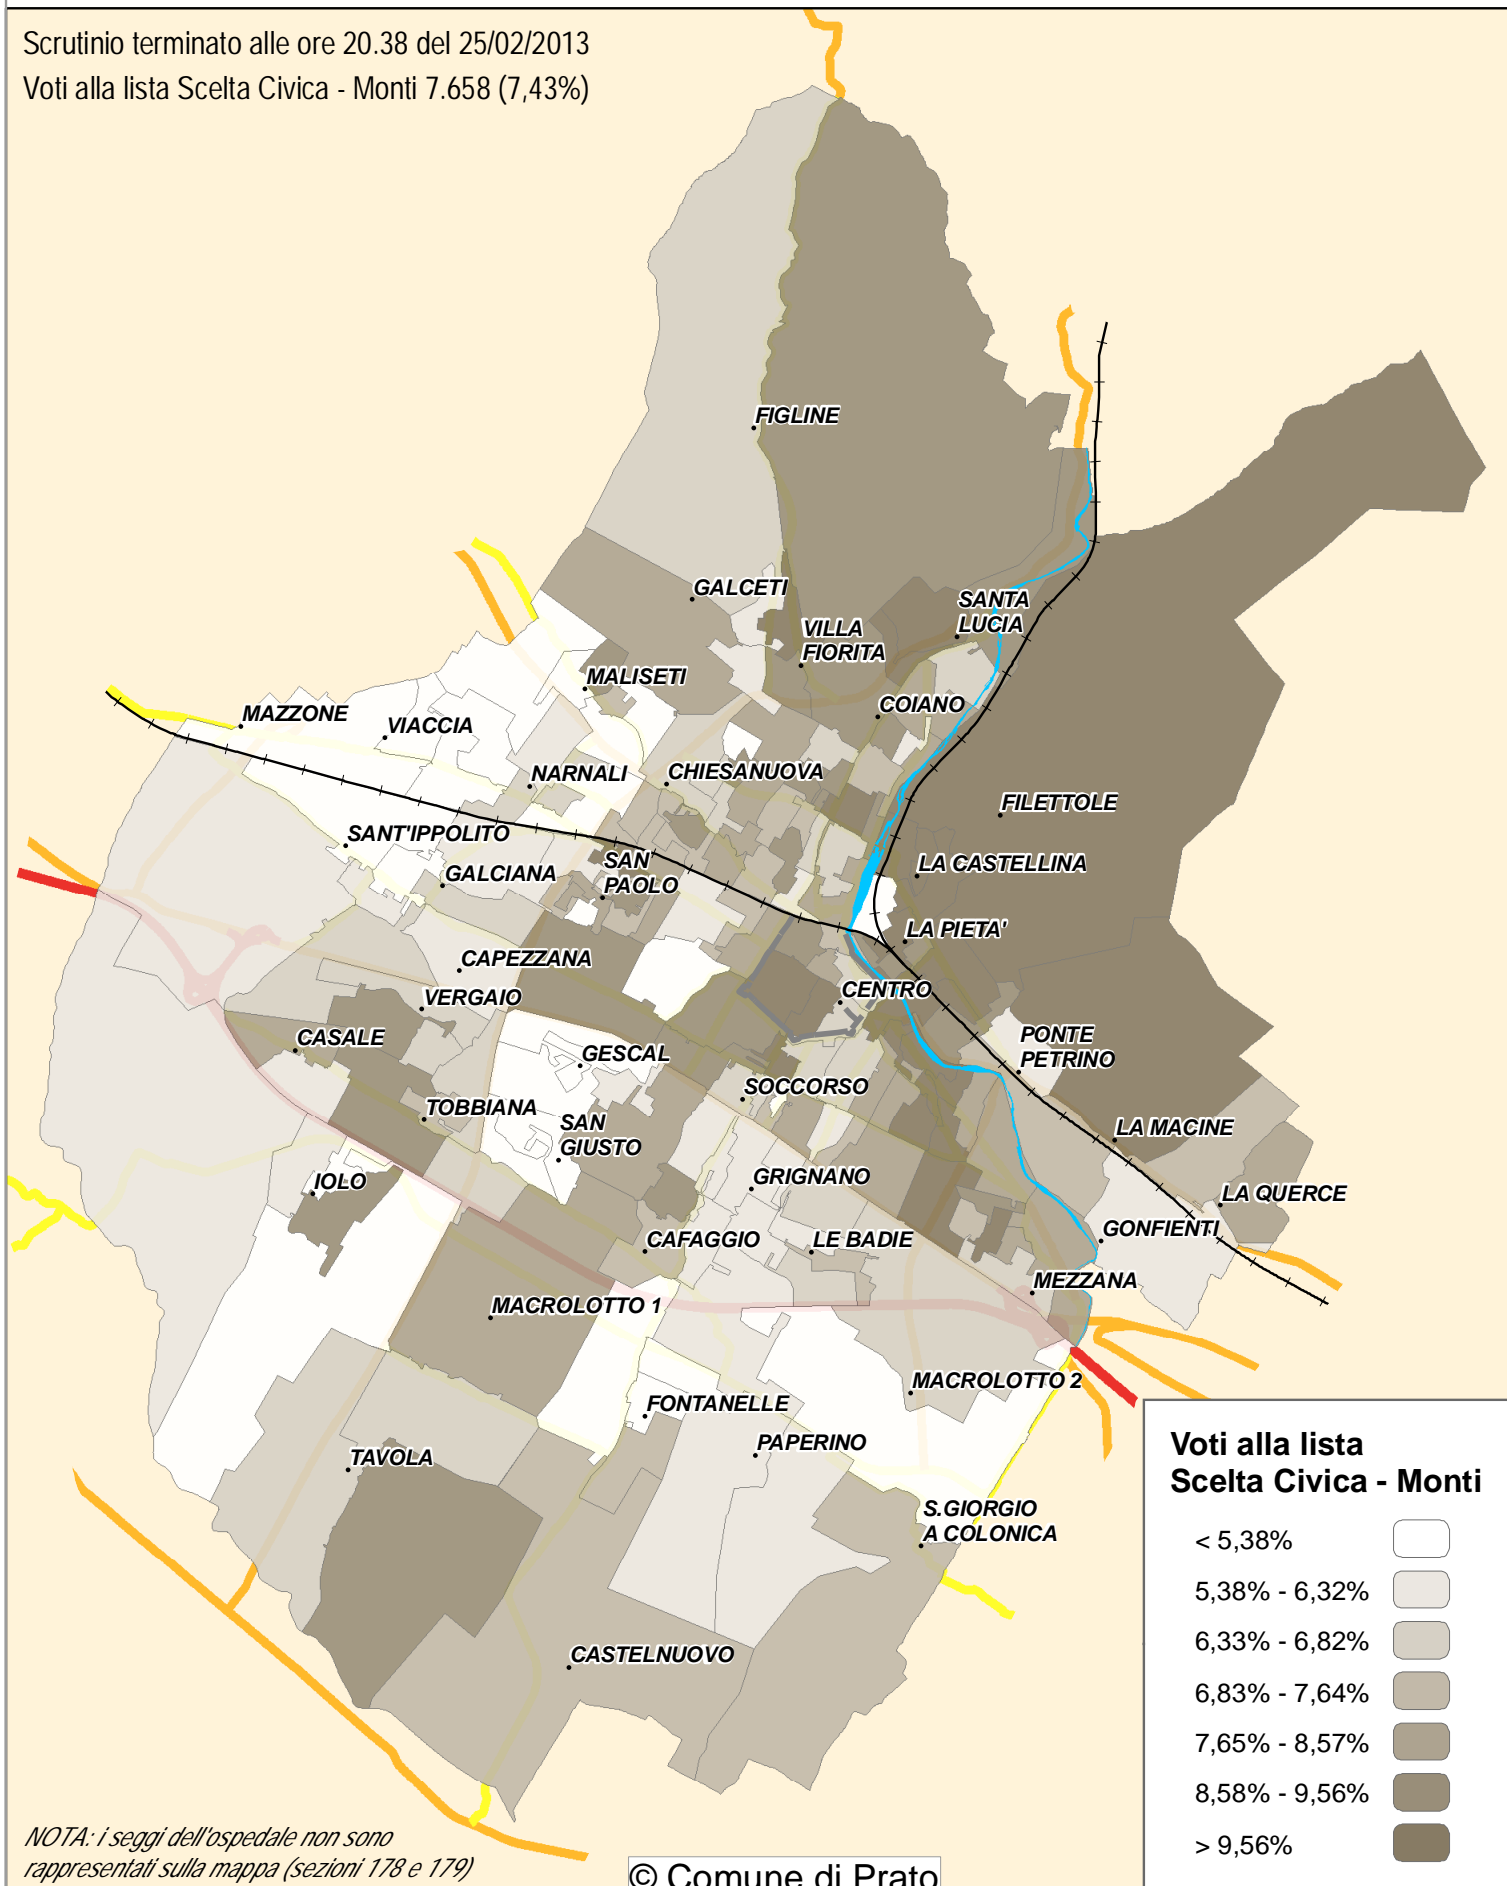 Scrutinio terminato alle ore 20.38 del 25/02/2013
Voti alla lista Scelta Civica - Monti 7.658 (7,43%)
FIGLINE
GALCETI
SANTA
LUCIA
VILLA
FIORITA
MALISETI
COIANO
MAZZONE
VIACCIA
NARNALI
CHIESANUOVA
FILETTOLE
SANT'IPPOLITO
GALCIANA
SAN
PAOLO
LA CASTELLINA
LA PIETA'
CAPEZZANA
VERGAIO
CENTRO
CASALE
GESCAL
PONTE
PETRINO
SOCCORSO
TOBBIANA
SAN
GIUSTO
LA MACINE
IOLO
GRIGNANO
LA QUERCE
CAFAGGIO
LE BADIE
GONFIENTI
MEZZANA
MACROLOTTO 1
MACROLOTTO 2
FONTANELLE
PAPERINO
TAVOLA
S.GIORGIO
A COLONICA
CASTELNUOVO
Voti alla lista
Scelta Civica - Monti
< 5,38%
5,38% - 6,32%
6,33% - 6,82%
6,83% - 7,64%
7,65% - 8,57%
8,58% - 9,56%
> 9,56%
NOTA: i seggi dell'ospedale non sono
rappresentati sulla mappa (sezioni 178 e 179)
© Comune di Prato